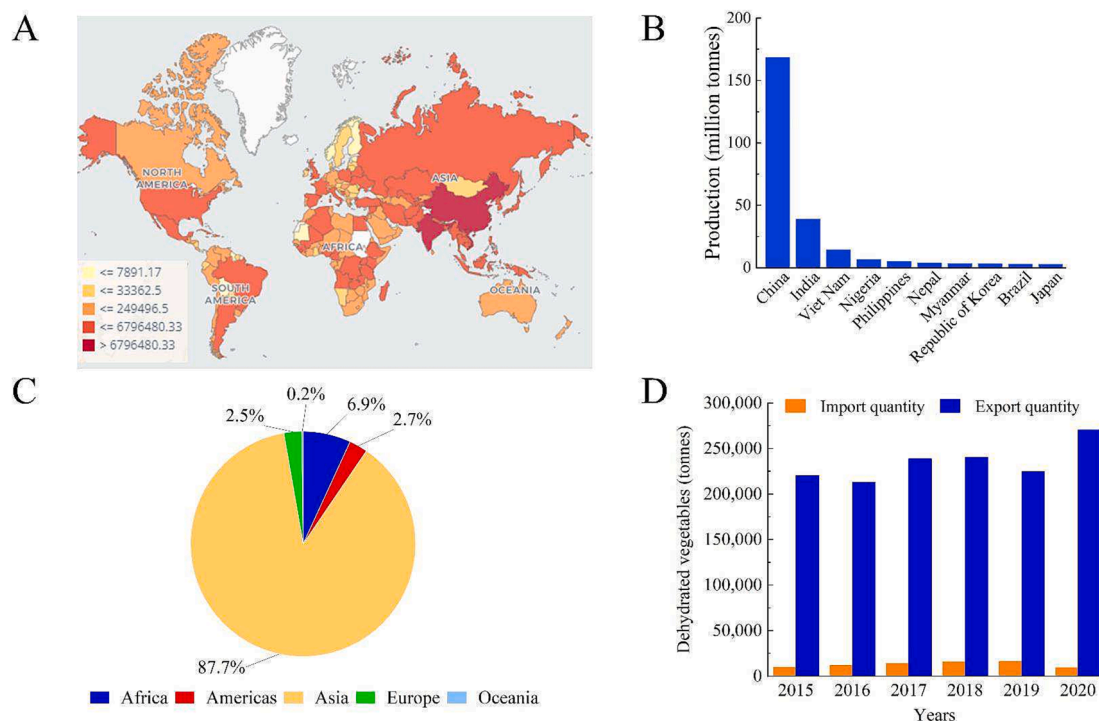 A
NORTH
AMERICA
ASIA
AFRICA
SOUTH
AMERICA
OCEANIA
<= 7891.17
<= 33362.5
<= 249496.5
<= 6796480.33
> 6796480.33
B
Production (million tonnes)
200
150
100
50
0
China
India
Viet Nam
Nigeria
Philippines
Nepal
Myanmar
Republic of Korea
Brazil
Japan
C
0.2%
2.5%
6.9%
2.7%
87.7%
Africa Americas Asia Europe Oceania
D
Dehydrated vegetables (tonnes)
300,000
250,000
200,000
150,000
100,000
50,000
0
Import quantity Export quantity
2015 2016 2017 2018 2019 2020
Years